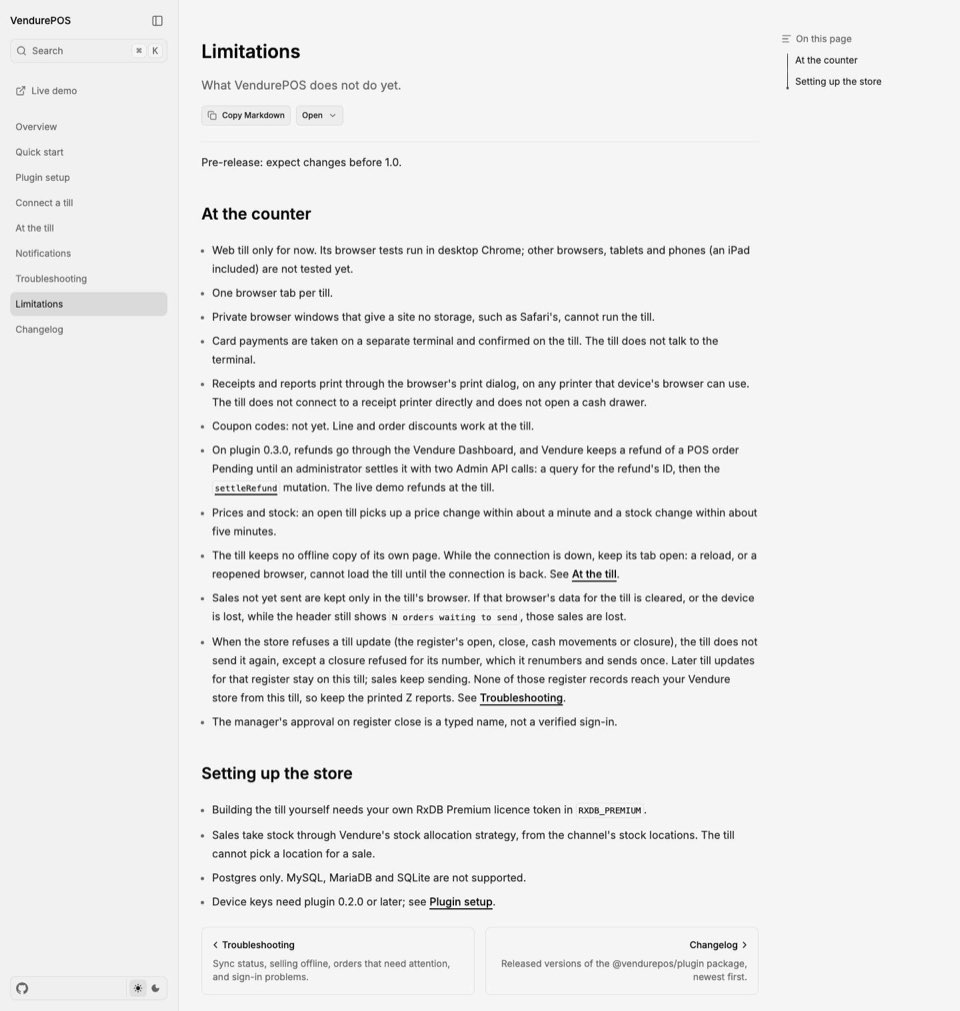 VendurePOS
Search
⌘ K
Live demo
Overview
Quick start
Plugin setup
Connect a till
At the till
Notifications
Troubleshooting
Limitations
Changelog
Limitations
What VendurePOS does not do yet.
Copy Markdown
Open
Pre-release: expect changes before 1.0.
At the counter
• Web till only for now. Its browser tests run in desktop Chrome; other browsers, tablets and phones (an iPad
included) are not tested yet.
• One browser tab per till.
• Private browser windows that give a site no storage, such as Safari's, cannot run the till.
• Card payments are taken on a separate terminal and confirmed on the till. The till does not talk to the
terminal.
• Receipts and reports print through the browser's print dialog, on any printer that device's browser can use.
The till does not connect to a receipt printer directly and does not open a cash drawer.
• Coupon codes: not yet. Line and order discounts work at the till.
• On plugin 0.3.0, refunds go through the Vendure Dashboard, and Vendure keeps a refund of a POS order
Pending until an administrator settles it with two Admin API calls: a query for the refund's ID, then the
settleRefund mutation. The live demo refunds at the till.
• Prices and stock: an open till picks up a price change within about a minute and a stock change within about
five minutes.
• The till keeps no offline copy of its own page. While the connection is down, keep its tab open: a reload, or a
reopened browser, cannot load the till until the connection is back. See At the till.
• Sales not yet sent are kept only in the till's browser. If that browser's data for the till is cleared, or the device
is lost, while the header still shows N orders waiting to send, those sales are lost.
• When the store refuses a till update (the register's open, close, cash movements or closure), the till does not
send it again, except a closure refused for its number, which it renumbers and sends once. Later till updates
for that register stay on this till; sales keep sending. None of those register records reach your Vendure
store from this till, so keep the printed Z reports. See Troubleshooting.
• The manager's approval on register close is a typed name, not a verified sign-in.
Setting up the store
• Building the till yourself needs your own RxDB Premium licence token in RXDB_PREMIUM.
• Sales take stock through Vendure's stock allocation strategy, from the channel's stock locations. The till
cannot pick a location for a sale.
• Postgres only. MySQL, MariaDB and SQLite are not supported.
• Device keys need plugin 0.2.0 or later; see Plugin setup.
Troubleshooting
Sync status, selling offline, orders that need attention,
and sign-in problems.
Changelog
Released versions of the @vendurepos/plugin package,
newest first.
On this page
At the counter
Setting up the store